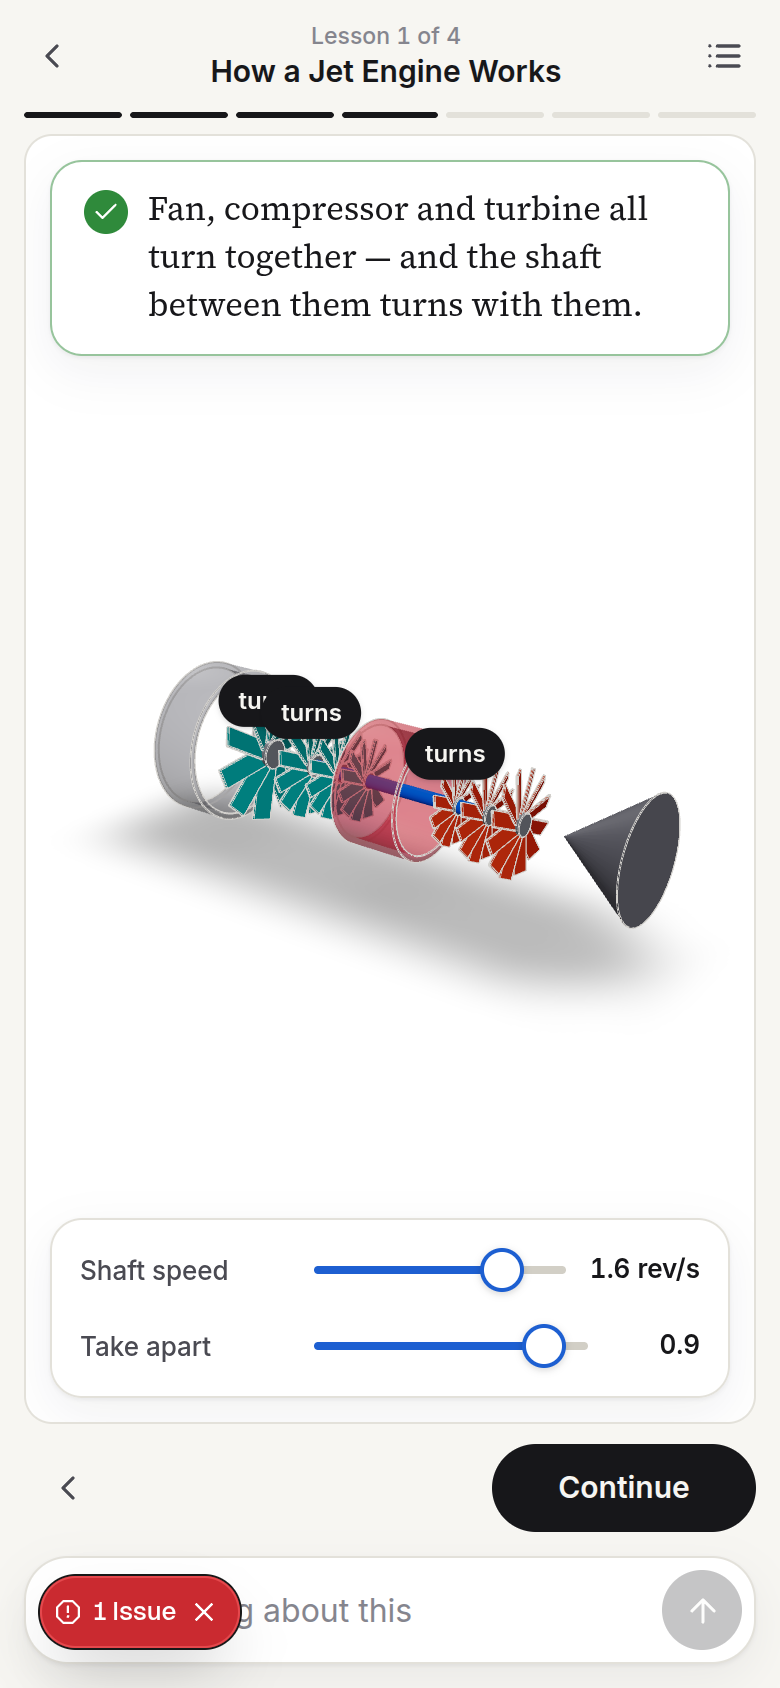 Lesson 1 of 4
How a Jet Engine Works
Fan, compressor and turbine all
turn together — and the shaft
between them turns with them.
turns
turns
Shaft speed 1.6 rev/s
Take apart 0.9
Continue
1 Issue
about this